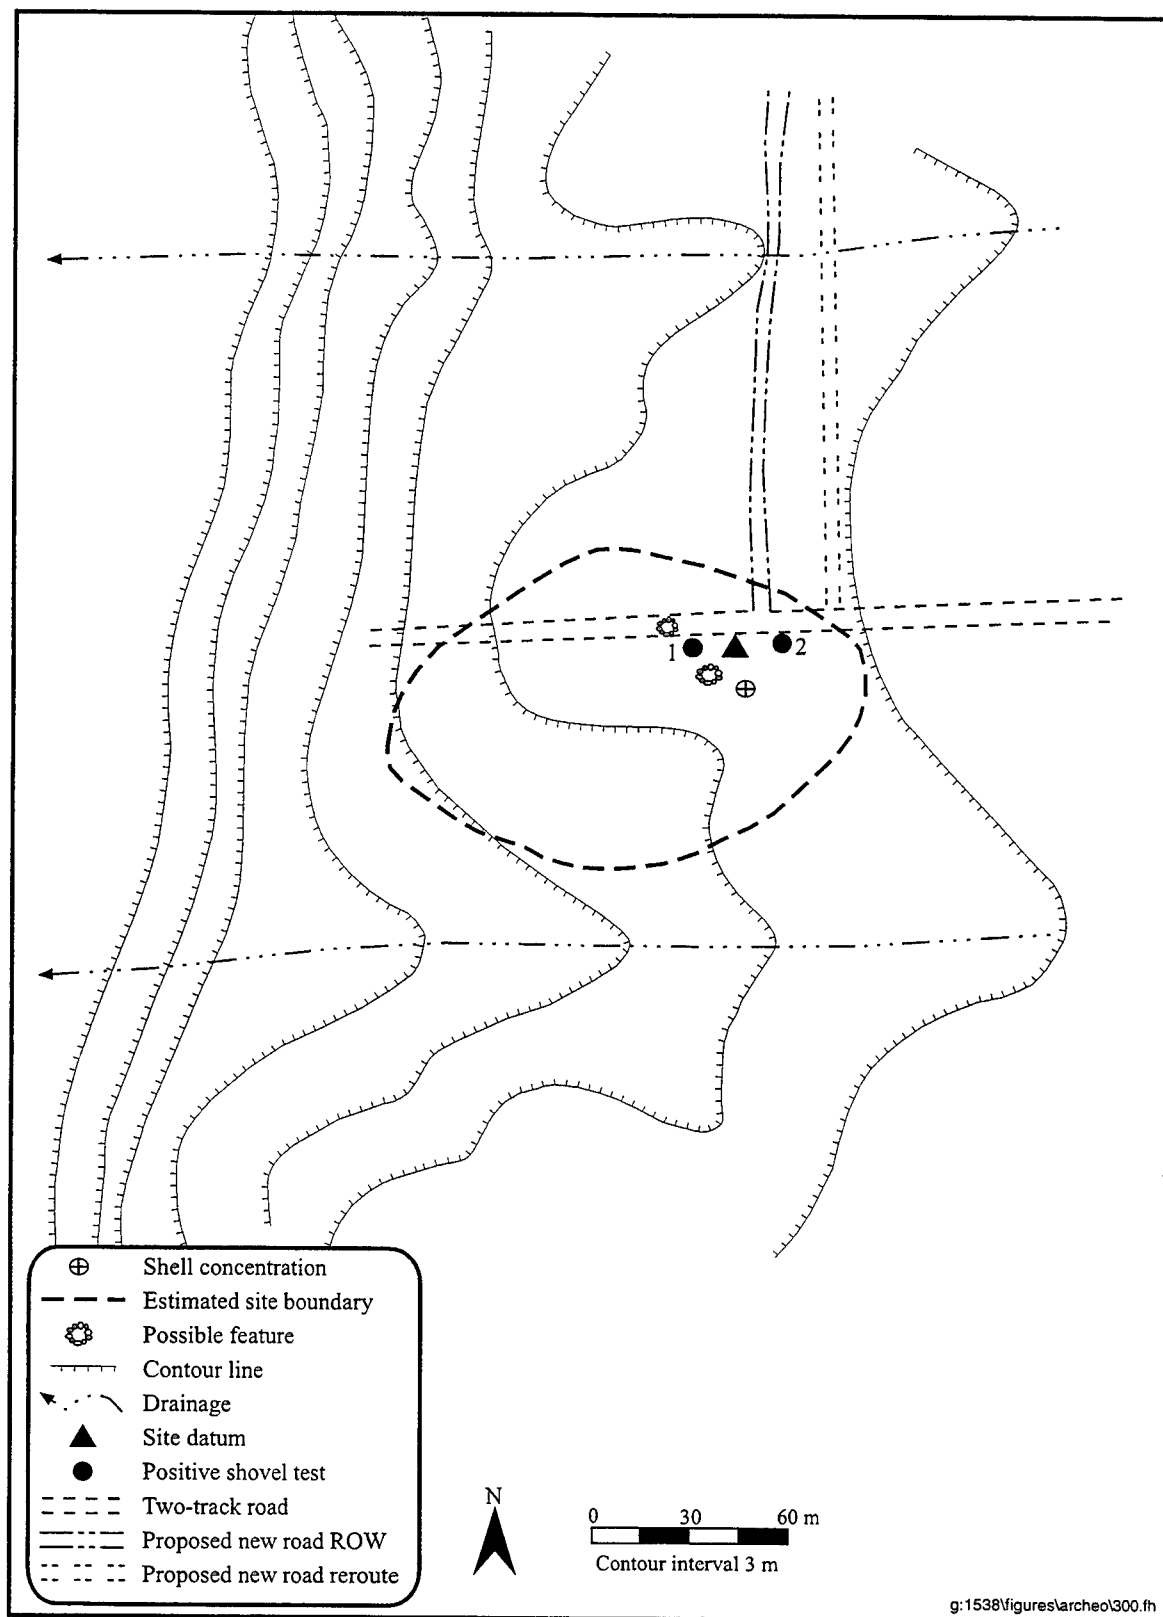 1
2
Shell concentration
Estimated site boundary
Possible feature
Contour line
Drainage
Site datum
Positive shovel test
Two-track road
Proposed new road ROW
Proposed new road reroute
N
0 30 60 m
Contour interval 3 m
g:1538\figures\archeo\300.fh